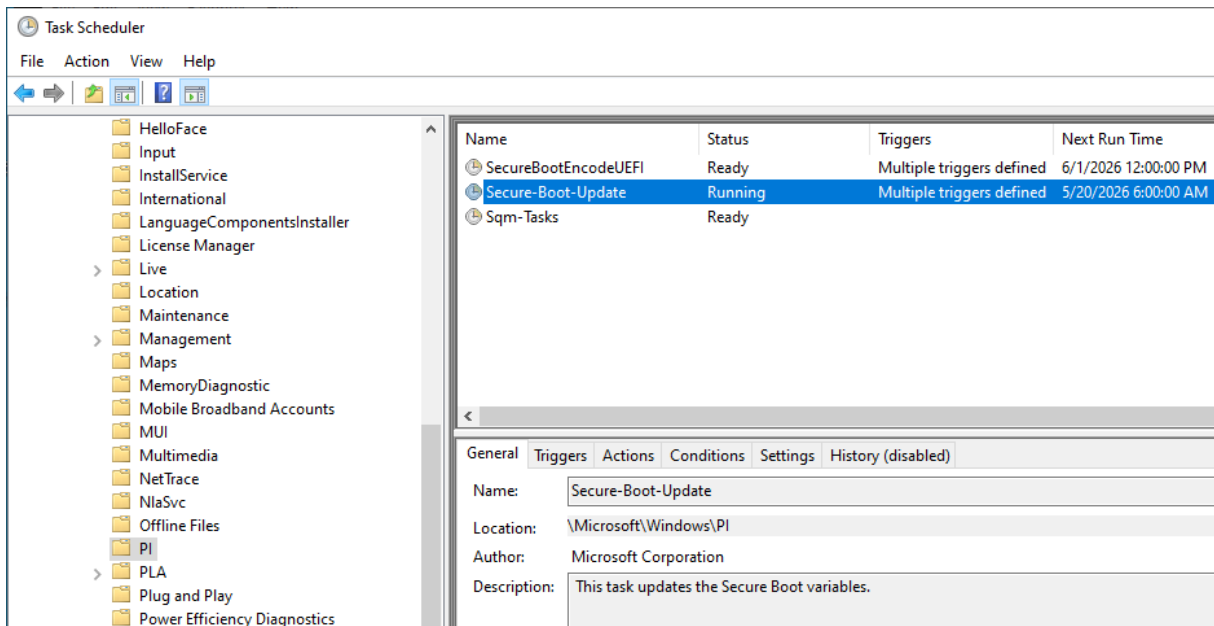 Task Scheduler
File Action View Help
HelloFace
Input
InstallService
International
LanguageComponentsInstaller
License Manager
Live
Location
Maintenance
Management
Maps
MemoryDiagnostic
Mobile Broadband Accounts
MUI
Multimedia
NetTrace
NlaSvc
Offline Files
PI
PLA
Plug and Play
Power Efficiency Diagnostics
Name Status Triggers Next Run Time
SecureBootEncodeUEFI Ready Multiple triggers defined 6/1/2026 12:00:00 PM
Secure-Boot-Update Running Multiple triggers defined 5/20/2026 6:00:00 AM
Sqm-Tasks Ready
General Triggers Actions Conditions Settings History (disabled)
Name: Secure-Boot-Update
Location: \Microsoft\Windows\PI
Author: Microsoft Corporation
Description: This task updates the Secure Boot variables.